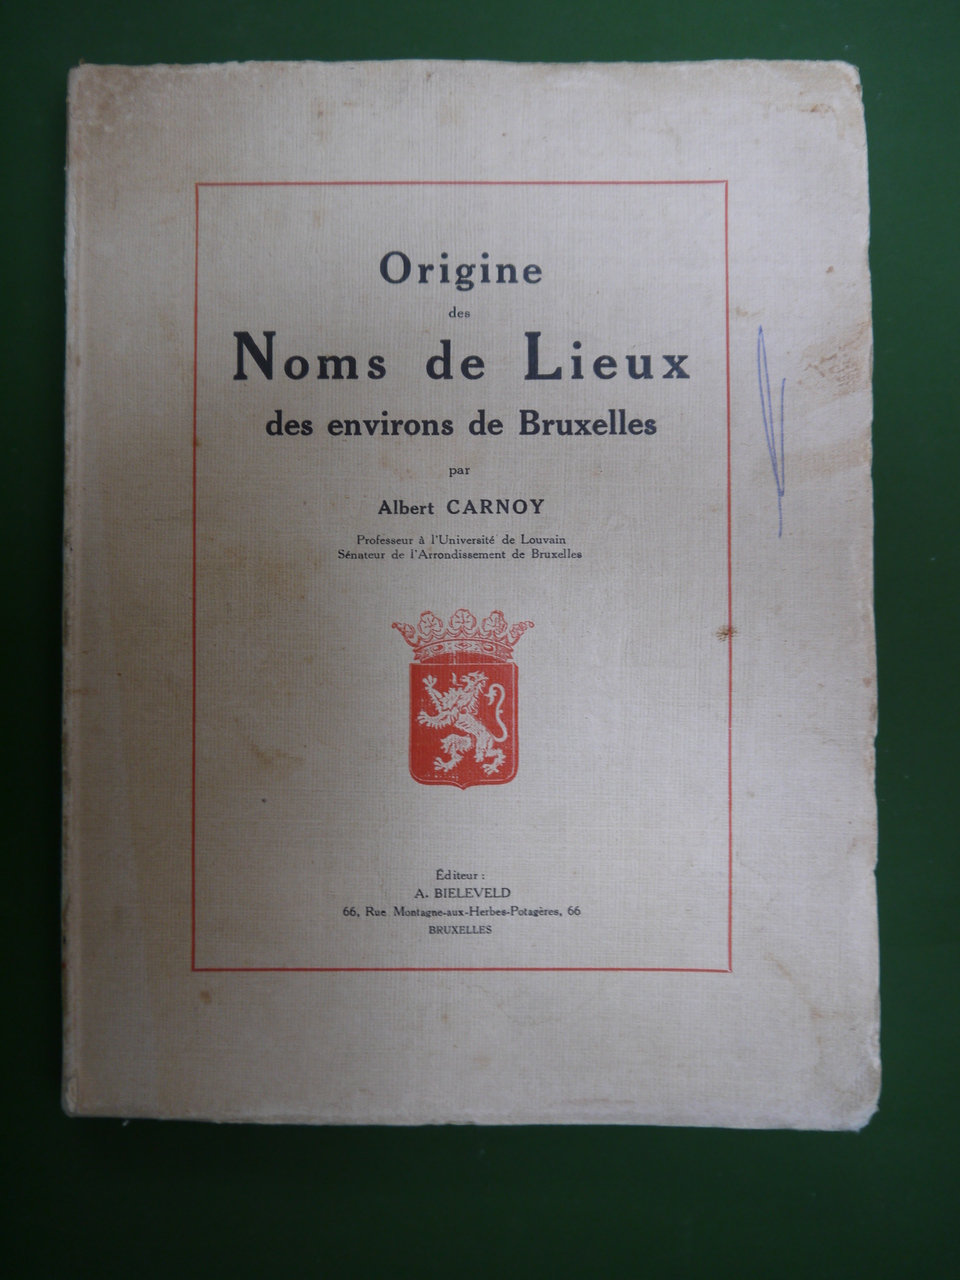 Origine
des
Noms de Lieux
des environs de Bruxelles
par
Albert CARNOY
Professeur à l'Université de Louvain
Sénateur de l'Arrondissement de Bruxelles
Éditeur :
A. BIELEVELD
66, Rue Montagne-aux-Herbes-Potagères, 66
BRUXELLES